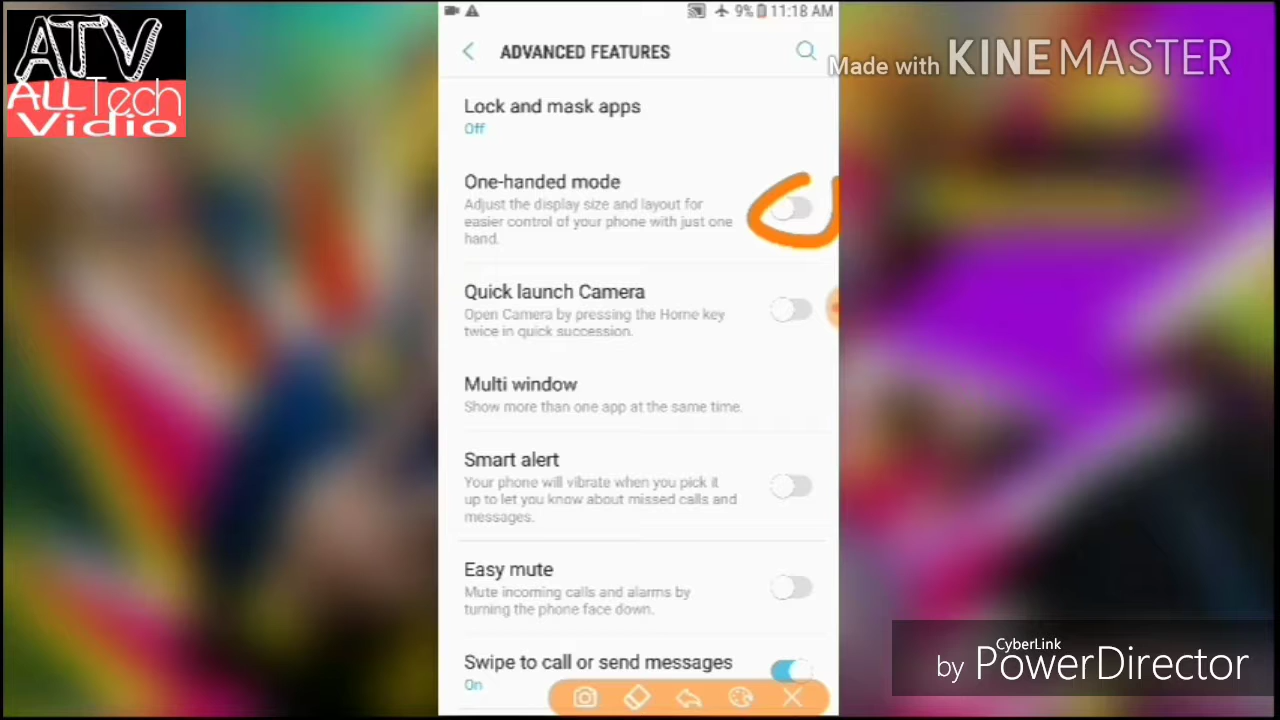 ATV
ALL Tech
Vidio
9% 11:18 AM
ADVANCED FEATURES
Made with KINEMASTER
Lock and mask apps
Off
One-handed mode
Adjust the display size and layout for
easier control of your phone with just one
hand.
Quick launch Camera
Open Camera by pressing the Home key
twice in quick succession.
Multi window
Show more than one app at the same time.
Smart alert
Your phone will vibrate when you pick it
up to let you know about missed calls and
messages.
Easy mute
Mute incoming calls and alarms by
turning the phone face down.
Swipe to call or send messages
On
CyberLink
by PowerDirector